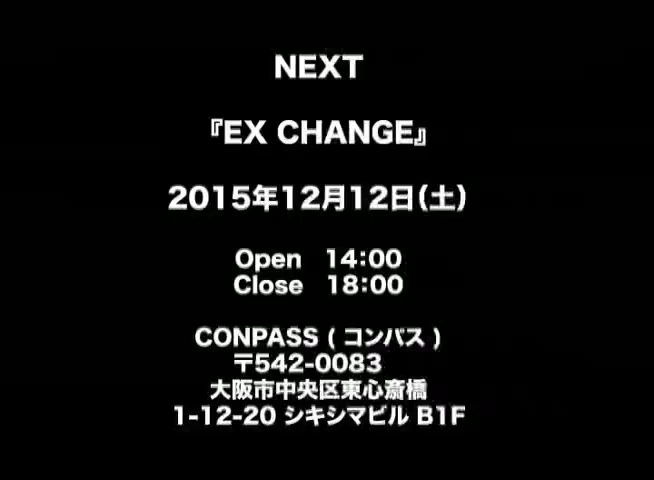 NEXT
『EX CHANGE』
2015年12月12日(土)
Open 14:00
Close 18:00
CONPASS ( コンパス )
〒542-0083
大阪市中央区東心斎橋
1-12-20 シキシマビル B1F